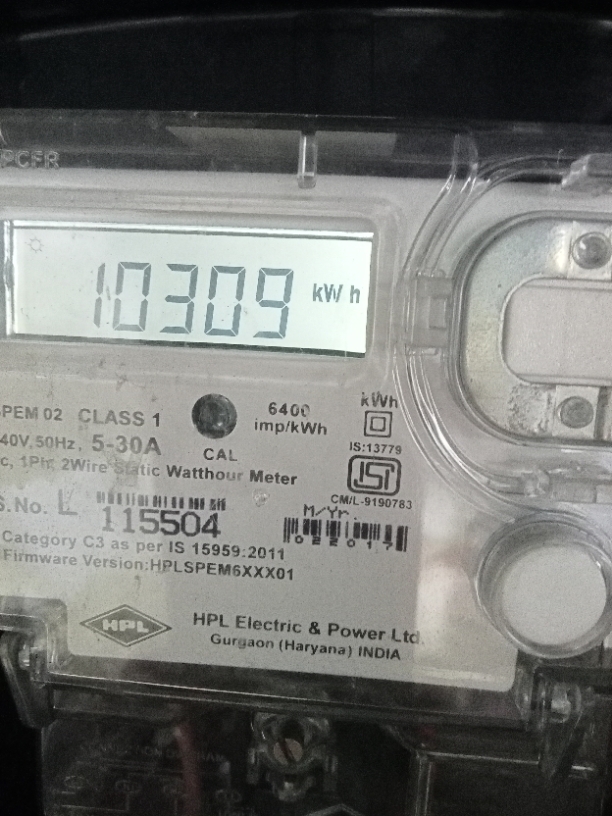 PCFR
10309 kWh
PEM 02 CLASS 1
6400
imp/kWh
kWh
40V, 50Hz, 5-30A
CAL
IS:13779
c, 1Ph, 2Wire Static Watthour Meter
ISI
CM/L-9190783
S.No. L 115504
M/Yr.
022017
Category C3 as per IS 15959:2011
Firmware Version:HPLSPEM6XXX01
HPL
HPL Electric & Power Ltd.
Gurgaon (Haryana) INDIA